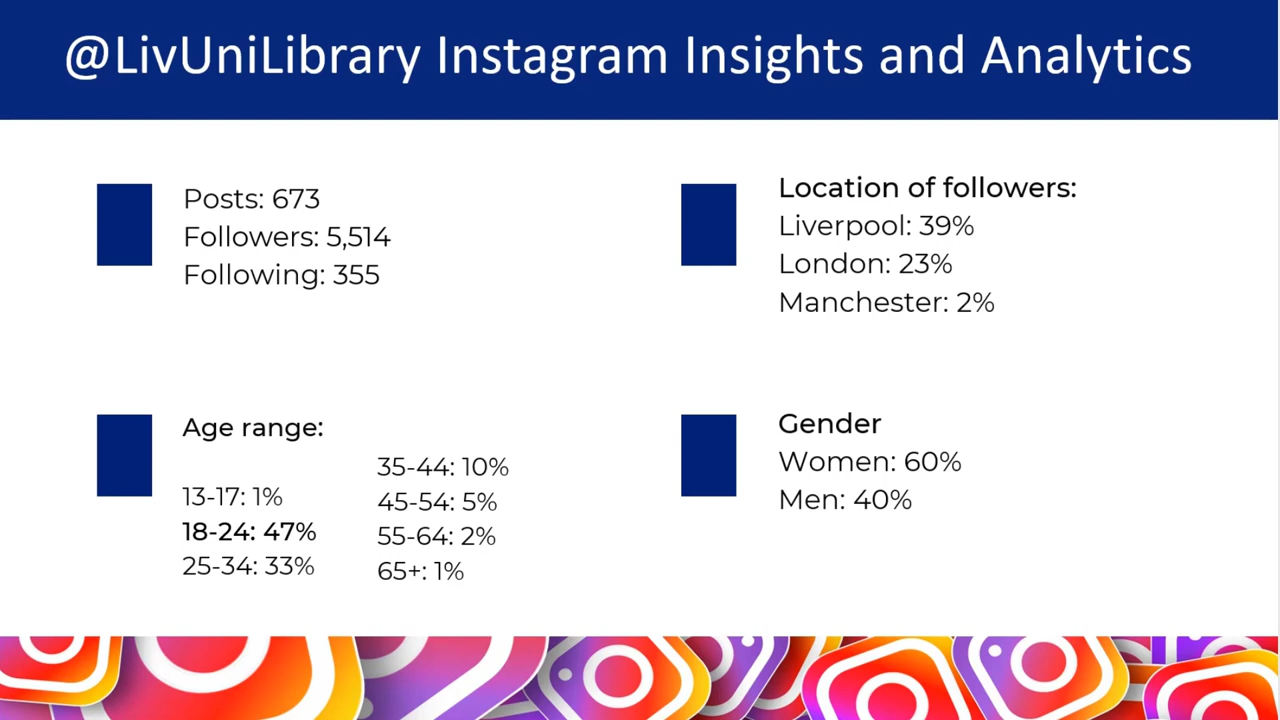 @LivUniLibrary Instagram Insights and Analytics
Posts: 673
Followers: 5,514
Following: 355
Location of followers:
Liverpool: 39%
London: 23%
Manchester: 2%
Age range:
13-17: 1%
18-24: 47%
25-34: 33%
35-44: 10%
45-54: 5%
55-64: 2%
65+: 1%
Gender
Women: 60%
Men: 40%